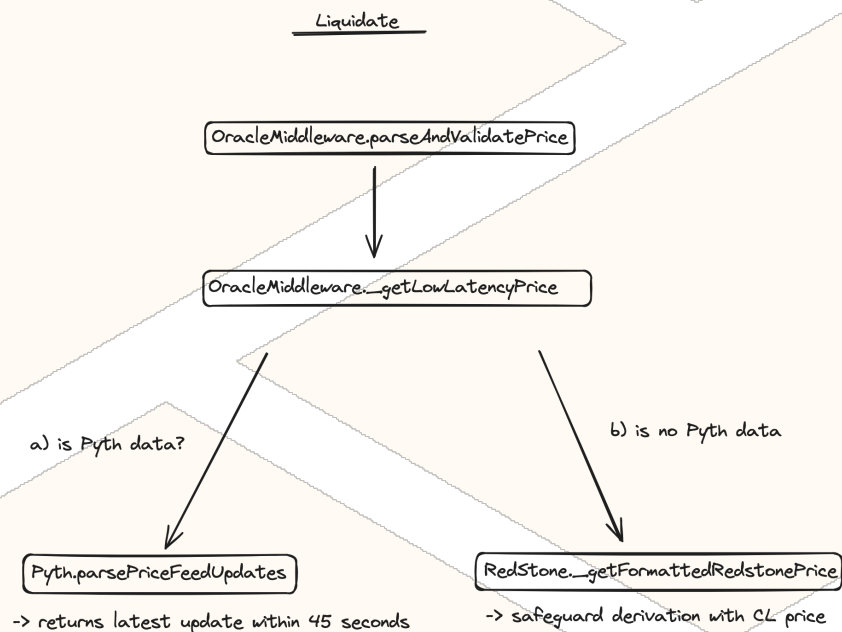 Liquidate
OracleMiddleware.parseAndValidatePrice
OracleMiddleware._getLowLatencyPrice
a) is Pyth data?
b) is no Pyth data
Pyth.parsePriceFeedUpdates
RedStone._getFormattedRedstonePrice
-> returns latest update within 45 seconds
-> safeguard derivation with CL price